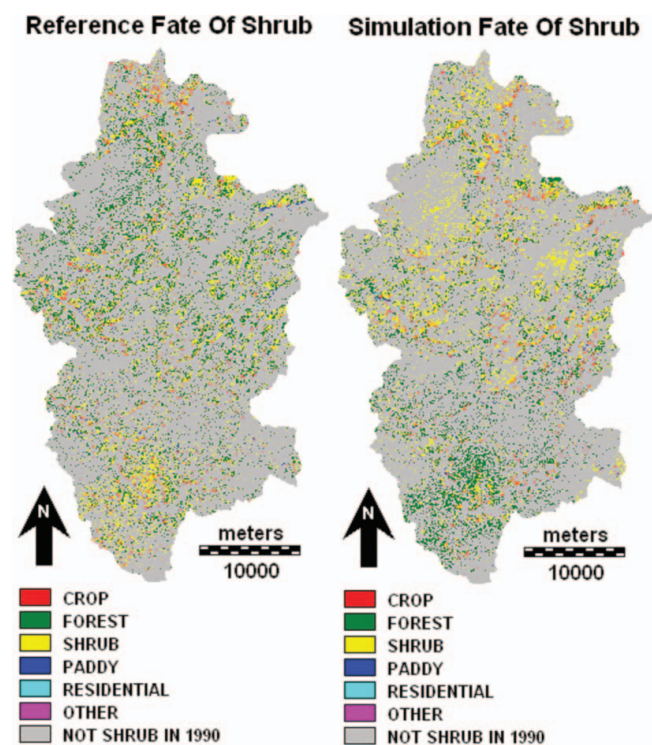 Reference Fate Of Shrub
N
meters
10000
CROP
FOREST
SHRUB
PADDY
RESIDENTIAL
OTHER
NOT SHRUB IN 1990
Simulation Fate Of Shrub
N
meters
10000
CROP
FOREST
SHRUB
PADDY
RESIDENTIAL
OTHER
NOT SHRUB IN 1990